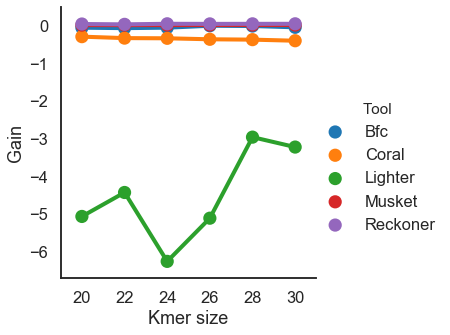 0
−1
−2
−3
−4
−5
−6
Gain
20 22 24 26 28 30
Kmer size
Tool
Bfc
Coral
Lighter
Musket
Reckoner